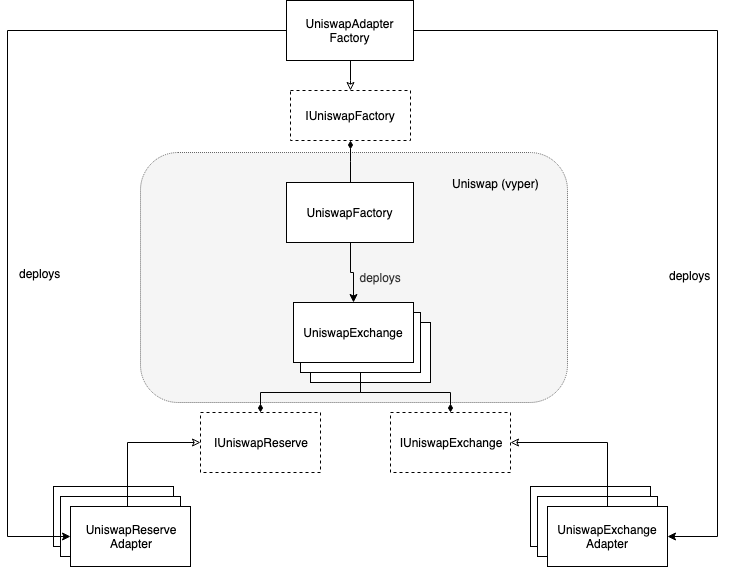 UniswapAdapter
Factory
IUniswapFactory
Uniswap (vyper)
UniswapFactory
deploys
deploys
deploys
UniswapExchange
IUniswapReserve
IUniswapExchange
UniswapReserve
Adapter
UniswapExchange
Adapter